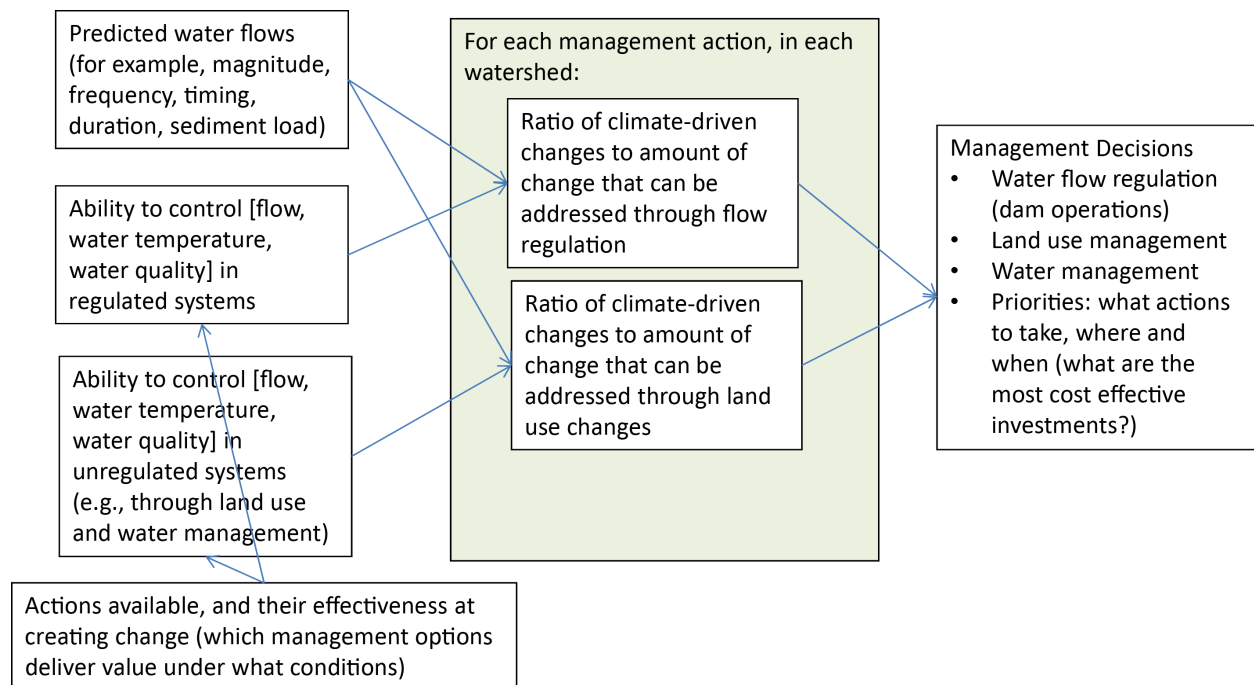 Predicted water flows
(for example, magnitude,
frequency, timing,
duration, sediment load)
Ability to control [flow,
water temperature,
water quality] in
regulated systems
Ability to control [flow,
water temperature,
water quality] in
unregulated systems
(e.g., through land use
and water management)
Actions available, and their effectiveness at
creating change (which management options
deliver value under what conditions)
For each management action, in each
watershed:
Ratio of climate-driven
changes to amount of
change that can be
addressed through flow
regulation
Ratio of climate-driven
changes to amount of
change that can be
addressed through land
use changes
Management Decisions
• Water flow regulation
(dam operations)
• Land use management
• Water management
• Priorities: what actions
to take, where and
when (what are the
most cost effective
investments?)